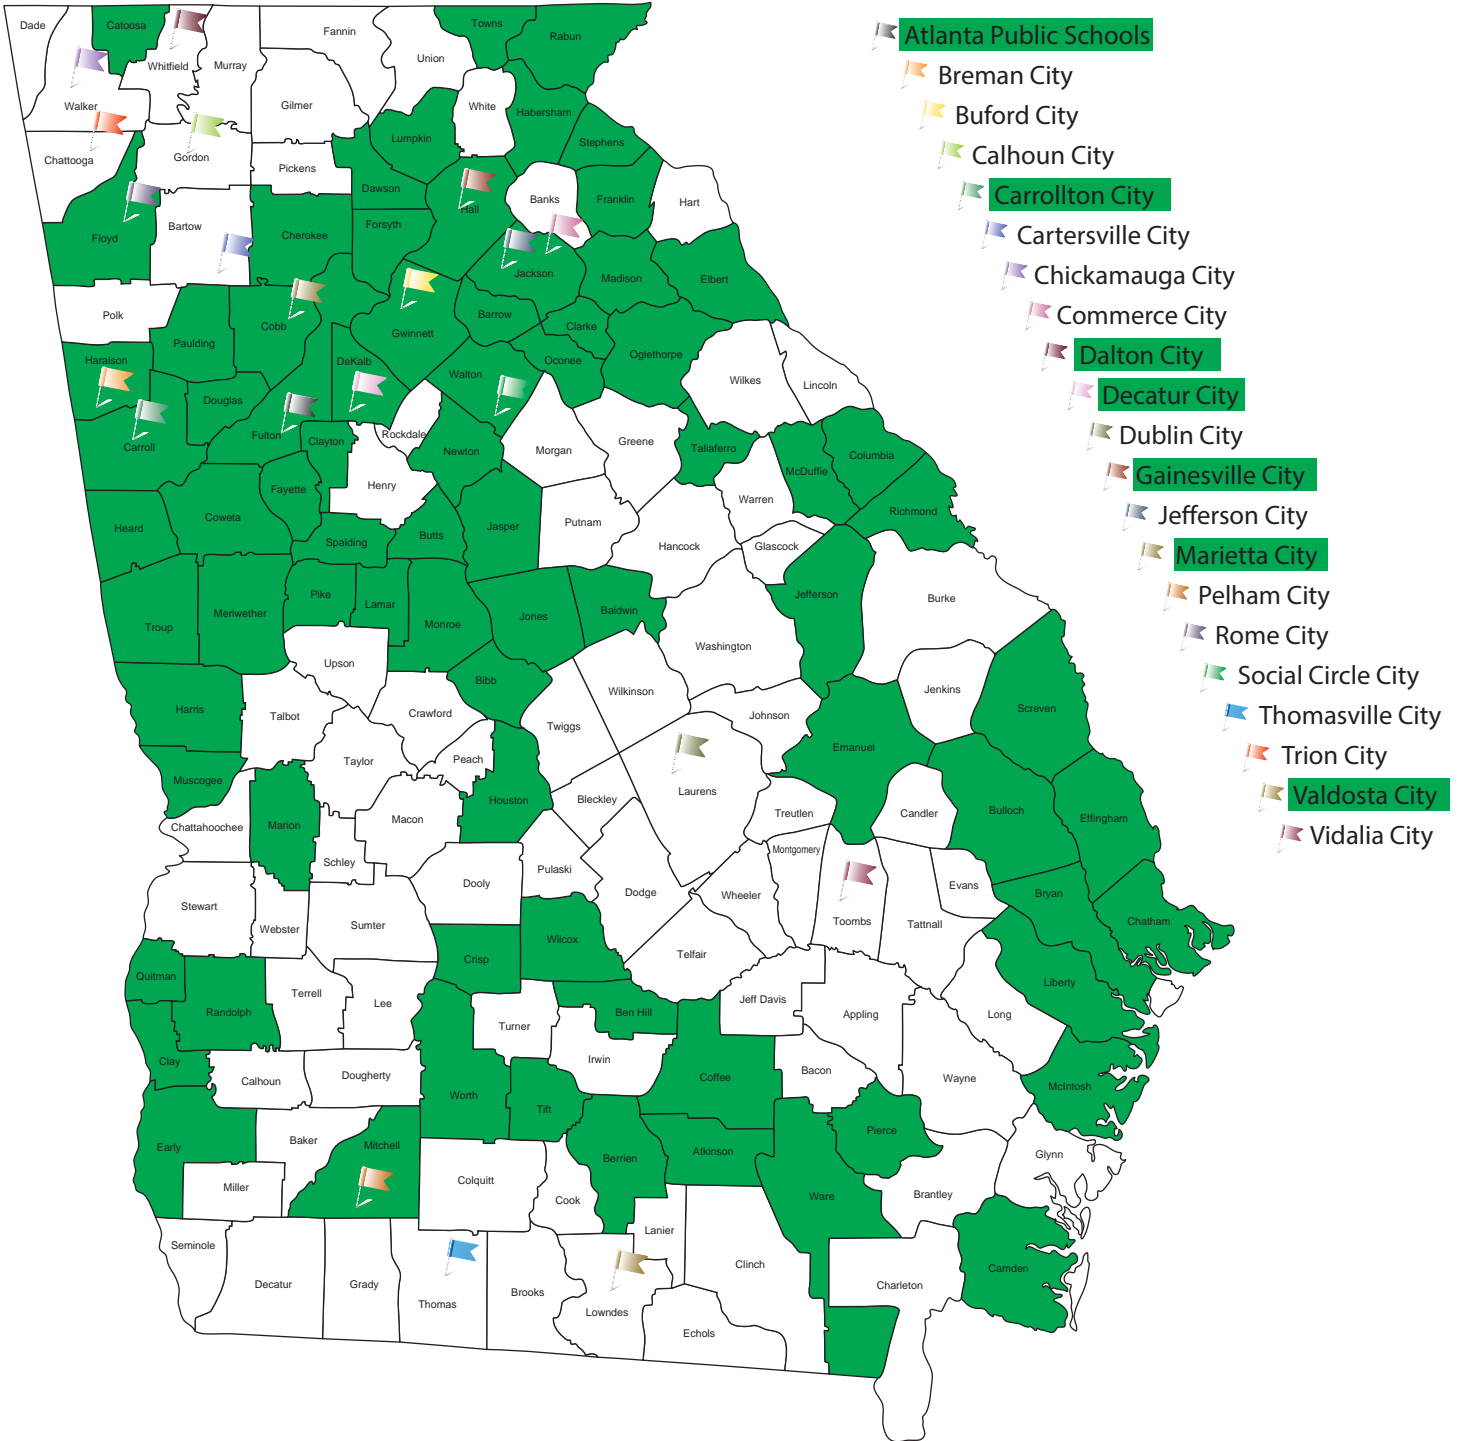 Dade
Catoosa
Whitfield
Murray
Fannin
Union
Towns
Rabun
Walker
Gilmer
White
Habersham
Chattooga
Gordon
Pickens
Lumpkin
Stephens
Dawson
Hall
Banks
Franklin
Hart
Floyd
Bartow
Cherokee
Forsyth
Jackson
Madison
Elbert
Polk
Cobb
Gwinnett
Barrow
Clarke
Haralson
Paulding
DeKalb
Walton
Oconee
Oglethorpe
Wilkes
Lincoln
Douglas
Carroll
Fulton
Clayton
Rockdale
Newton
Morgan
Greene
Taliaferro
McDuffie
Columbia
Heard
Coweta
Fayette
Henry
Warren
Richmond
Spalding
Butts
Jasper
Putnam
Hancock
Glascock
Troup
Meriwether
Pike
Lamar
Monroe
Jones
Baldwin
Jefferson
Burke
Washington
Upson
Bibb
Wilkinson
Jenkins
Screven
Harris
Talbot
Crawford
Twiggs
Johnson
Emanuel
Muscogee
Taylor
Peach
Houston
Bleckley
Laurens
Treutlen
Candler
Bulloch
Effingham
Chattahoochee
Marion
Schley
Macon
Dooly
Pulaski
Montgomery
Evans
Bryan
Stewart
Webster
Sumter
Dodge
Wheeler
Toombs
Tattnall
Chatham
Quitman
Crisp
Wilcox
Telfair
Liberty
Randolph
Terrell
Lee
Turner
Ben Hill
Jeff Davis
Appling
Long
Clay
Calhoun
Dougherty
Worth
Irwin
Coffee
Bacon
Wayne
McIntosh
Early
Baker
Mitchell
Tift
Berrien
Atkinson
Pierce
Glynn
Miller
Colquitt
Cook
Ware
Brantley
Seminole
Decatur
Grady
Thomas
Brooks
Lanier
Lowndes
Clinch
Echols
Charleton
Camden
Atlanta Public Schools
Breman City
Buford City
Calhoun City
Carrollton City
Cartersville City
Chickamauga City
Commerce City
Dalton City
Decatur City
Dublin City
Gainesville City
Jefferson City
Marietta City
Pelham City
Rome City
Social Circle City
Thomasville City
Trion City
Valdosta City
Vidalia City